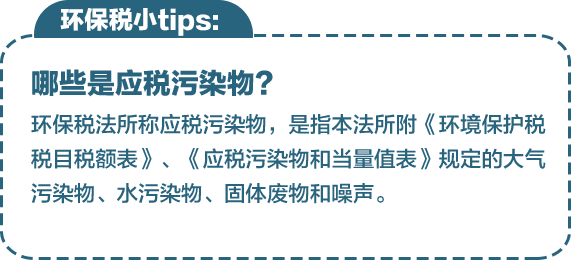 环保税小tips:
哪些是应税污染物？
环保税法所称应税污染物，是指本法所附《环境保护税
税目税额表》、《应税污染物和当量值表》规定的大气
污染物、水污染物、固体废物和噪声。